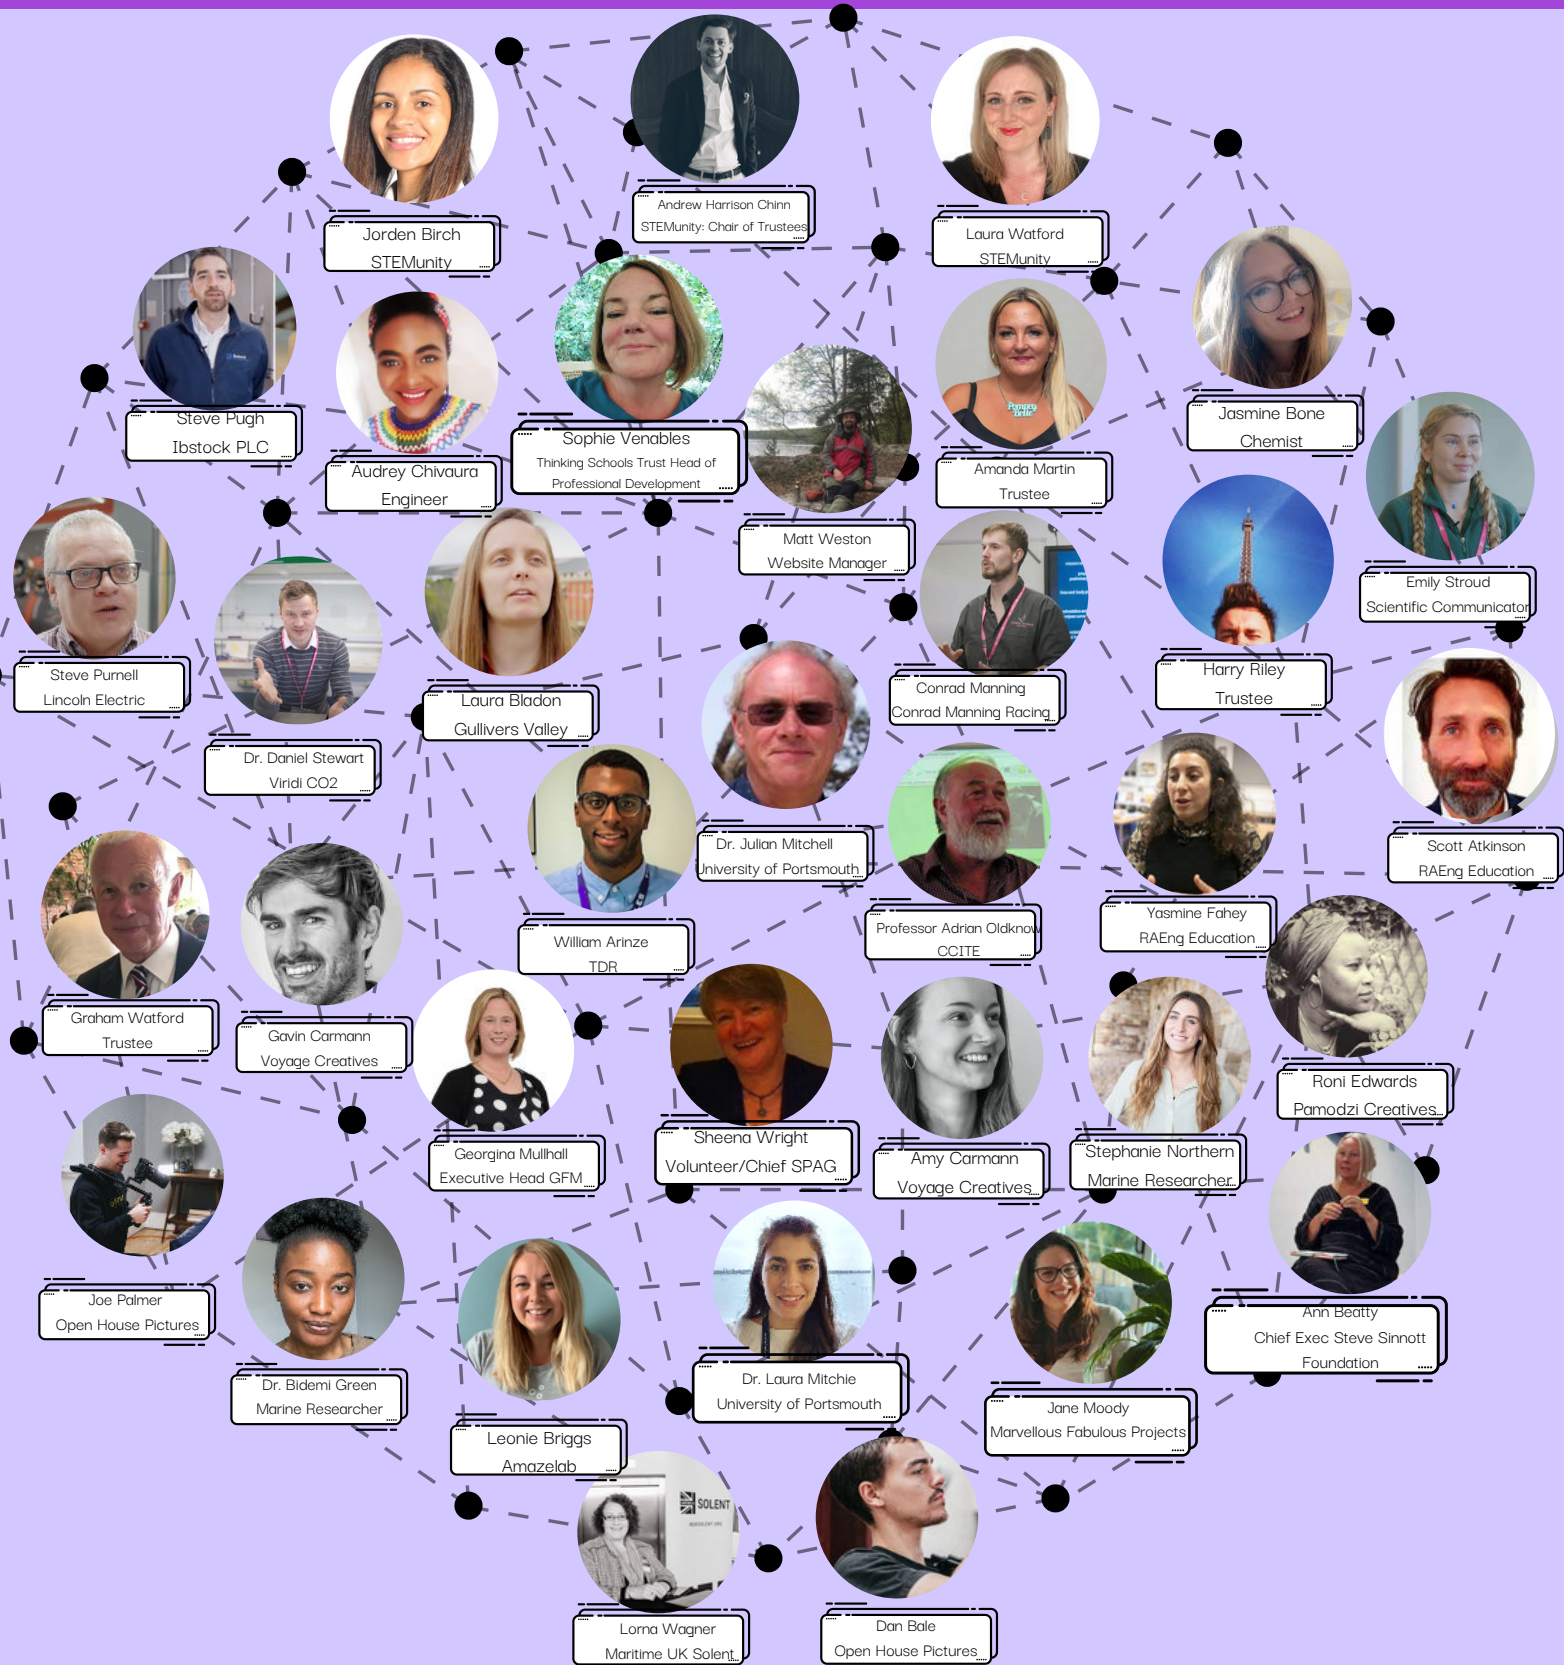 Andrew Harrison Chinn
STEMunity: Chair of Trustees
Jorden Birch
STEMunity
Laura Watford
STEMunity
Steve Pugh
Ibstock PLC
Audrey Chivaura
Engineer
Sophie Venables
Thinking Schools Trust Head of
Professional Development
Pompey
Belle
Amanda Martin
Trustee
Jasmine Bone
Chemist
Matt Weston
Website Manager
Emily Stroud
Scientific Communicator
Steve Purnell
Lincoln Electric
Dr. Daniel Stewart
Viridi CO2
Laura Bladon
Gullivers Valley
Conrad Manning
Conrad Manning Racing
Harry Riley
Trustee
Dr. Julian Mitchell
University of Portsmouth
Scott Atkinson
RAEng Education
William Arinze
TDR
Professor Adrian Oldknow
CCITE
Yasmine Fahey
RAEng Education
Graham Watford
Trustee
Gavin Carmann
Voyage Creatives
Roni Edwards
Pamodzi Creatives
Georgina Mullhall
Executive Head GFM
Sheena Wright
Volunteer/Chief SPAG
Amy Carmann
Voyage Creatives
Stephanie Northern
Marine Researcher
Joe Palmer
Open House Pictures
Dr. Bidemi Green
Marine Researcher
Ann Beatty
Chief Exec Steve Sinnott
Foundation
Dr. Laura Mitchie
University of Portsmouth
Jane Moody
Marvellous Fabulous Projects
Leonie Briggs
Amazelab
SOLENT
Lorna Wagner
Maritime UK Solent
Dan Bale
Open House Pictures